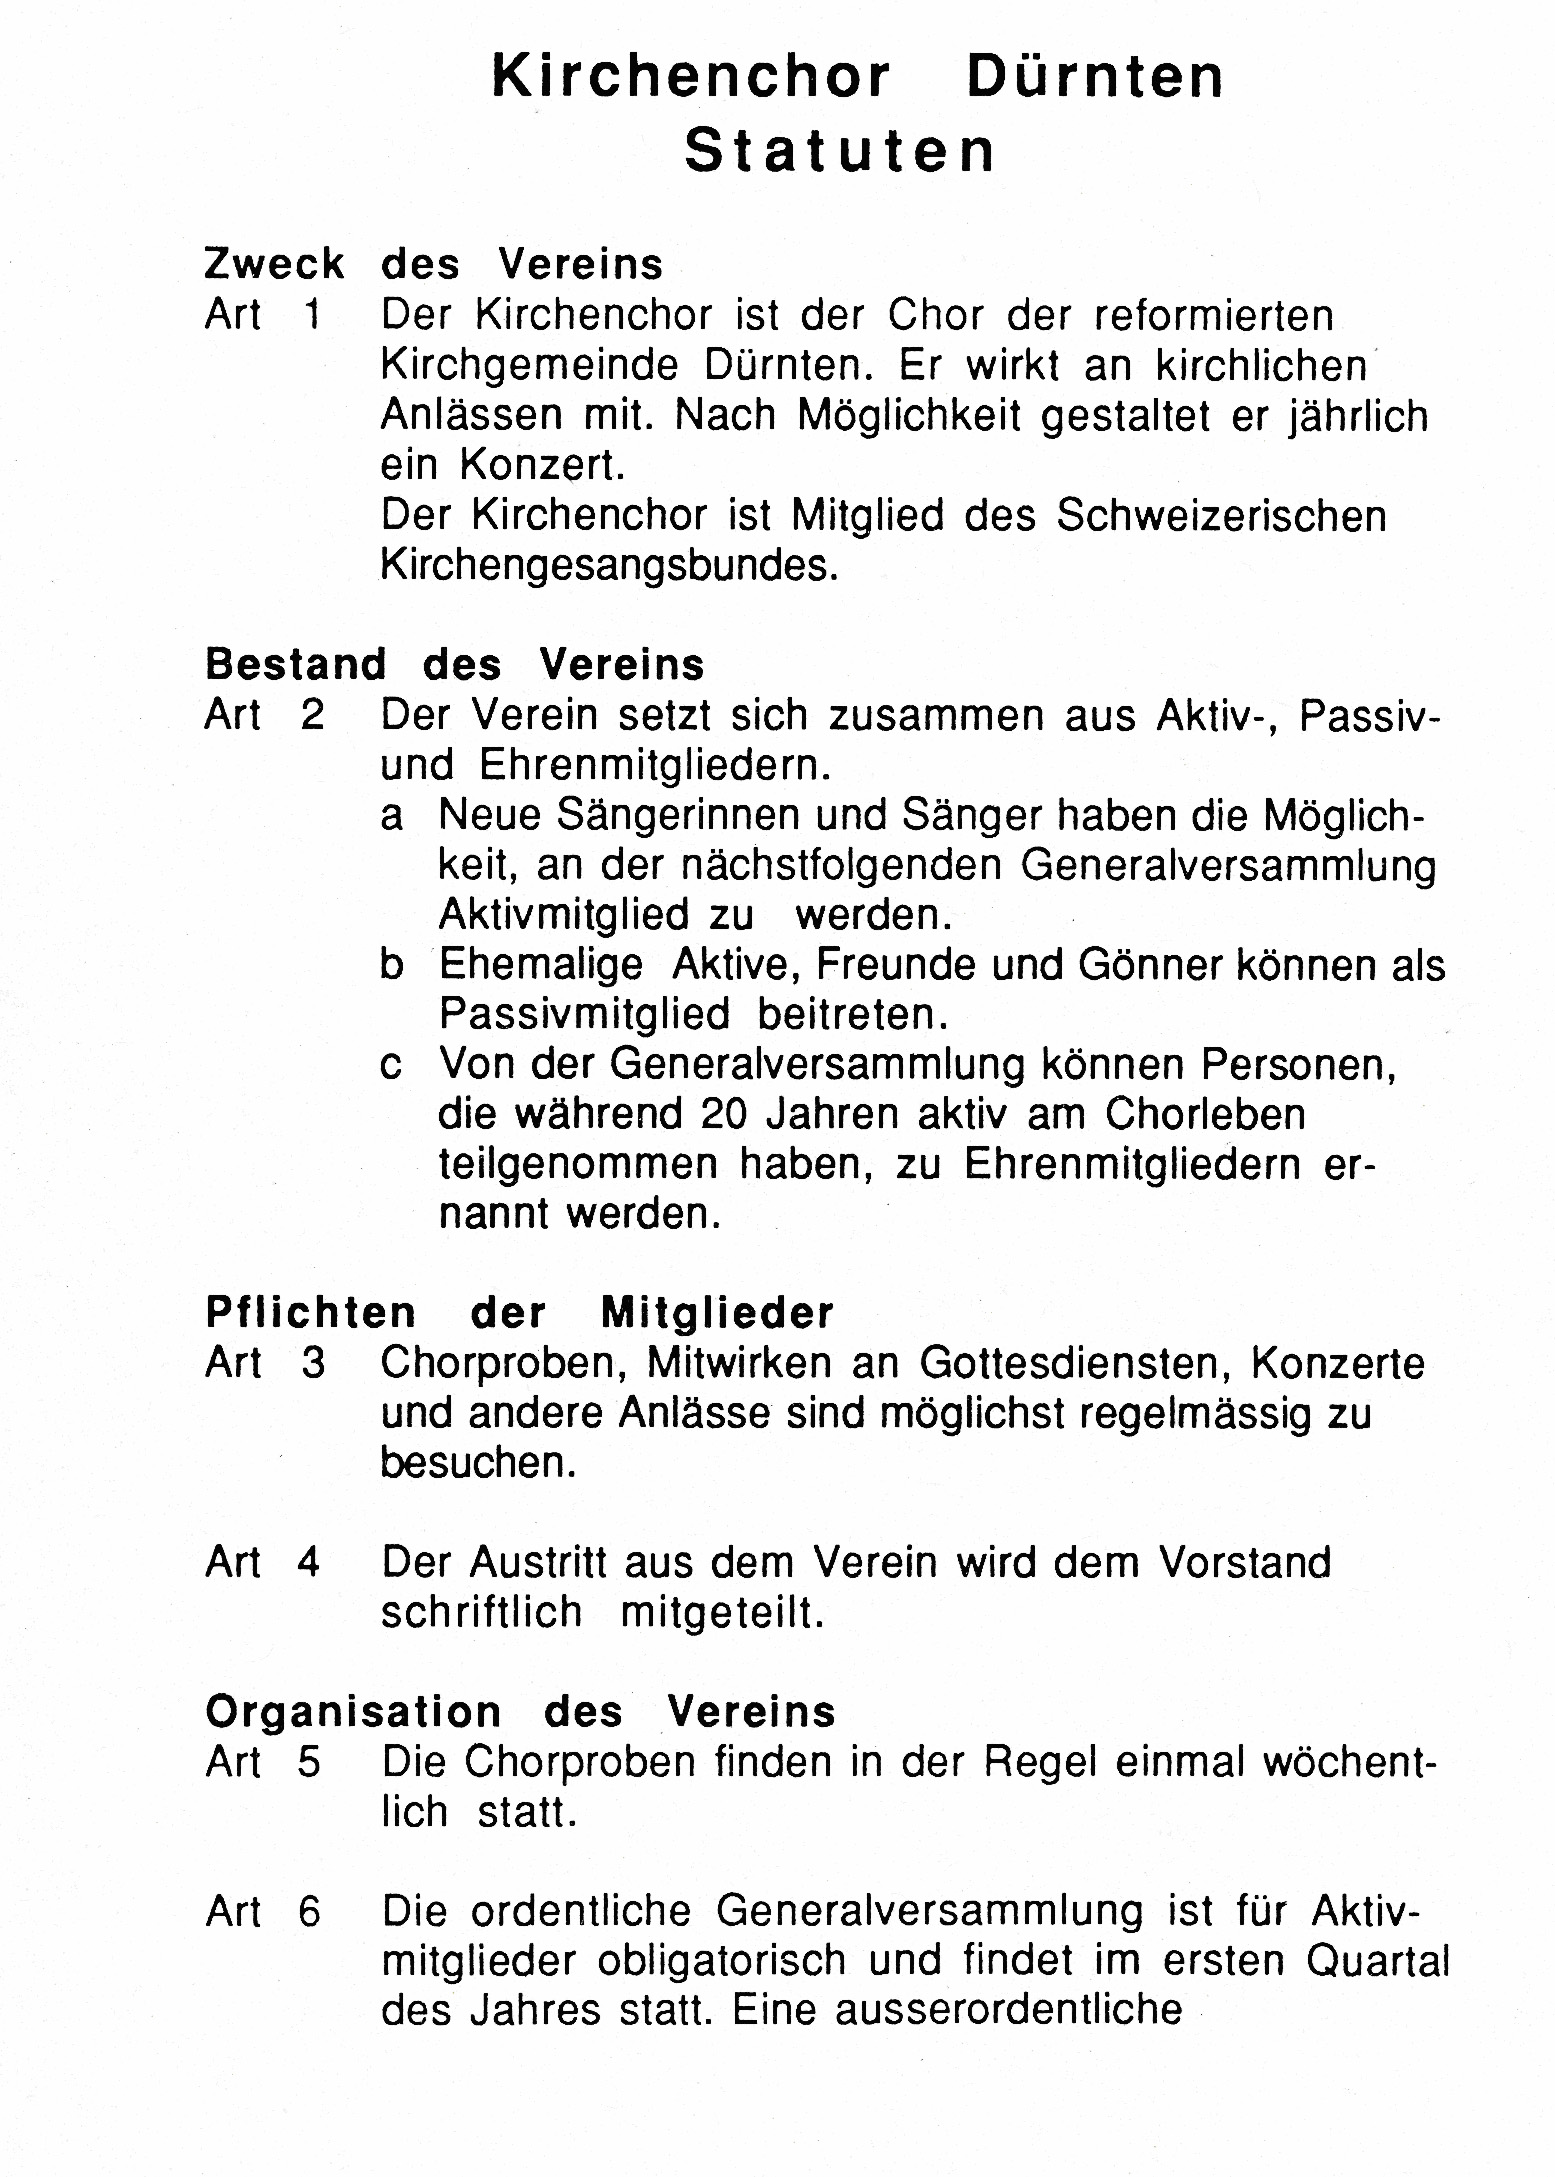 Kirchenchor Dürnten
Statuten
Zweck des Vereins
Art 1 Der Kirchenchor ist der Chor der reformierten
Kirchgemeinde Dürnten. Er wirkt an kirchlichen
Anlässen mit. Nach Möglichkeit gestaltet er jährlich
ein Konzert.
Der Kirchenchor ist Mitglied des Schweizerischen
Kirchengesangsbundes.
Bestand des Vereins
Art 2 Der Verein setzt sich zusammen aus Aktiv-, Passiv-
und Ehrenmitgliedern.
a Neue Sängerinnen und Sänger haben die Möglich-
keit, an der nächstfolgenden Generalversammlung
Aktivmitglied zu werden.
b Ehemalige Aktive, Freunde und Gönner können als
Passivmitglied beitreten.
c Von der Generalversammlung können Personen,
die während 20 Jahren aktiv am Chorleben
teilgenommen haben, zu Ehrenmitgliedern er-
nannt werden.
Pflichten der Mitglieder
Art 3 Chorproben, Mitwirken an Gottesdiensten, Konzerte
und andere Anlässe sind möglichst regelmässig zu
besuchen.
Art 4 Der Austritt aus dem Verein wird dem Vorstand
schriftlich mitgeteilt.
Organisation des Vereins
Art 5 Die Chorproben finden in der Regel einmal wöchent-
lich statt.
Art 6 Die ordentliche Generalversammlung ist für Aktiv-
mitglieder obligatorisch und findet im ersten Quartal
des Jahres statt. Eine ausserordentliche